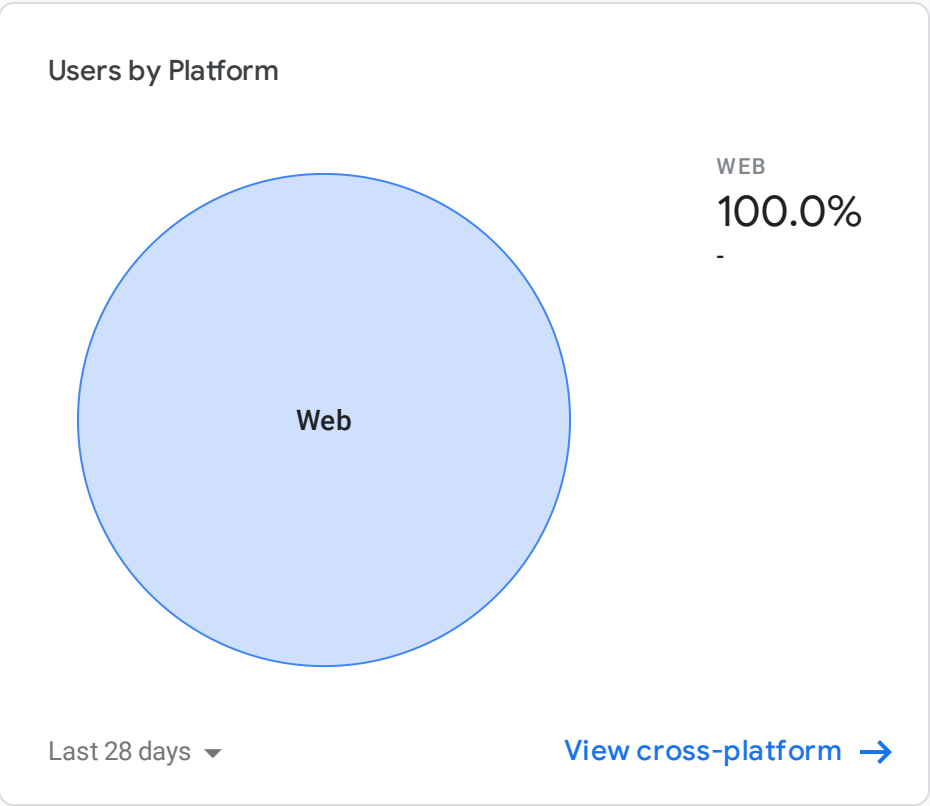 Users by Platform
WEB
100.0%
-
Web
Last 28 days
View cross-platform